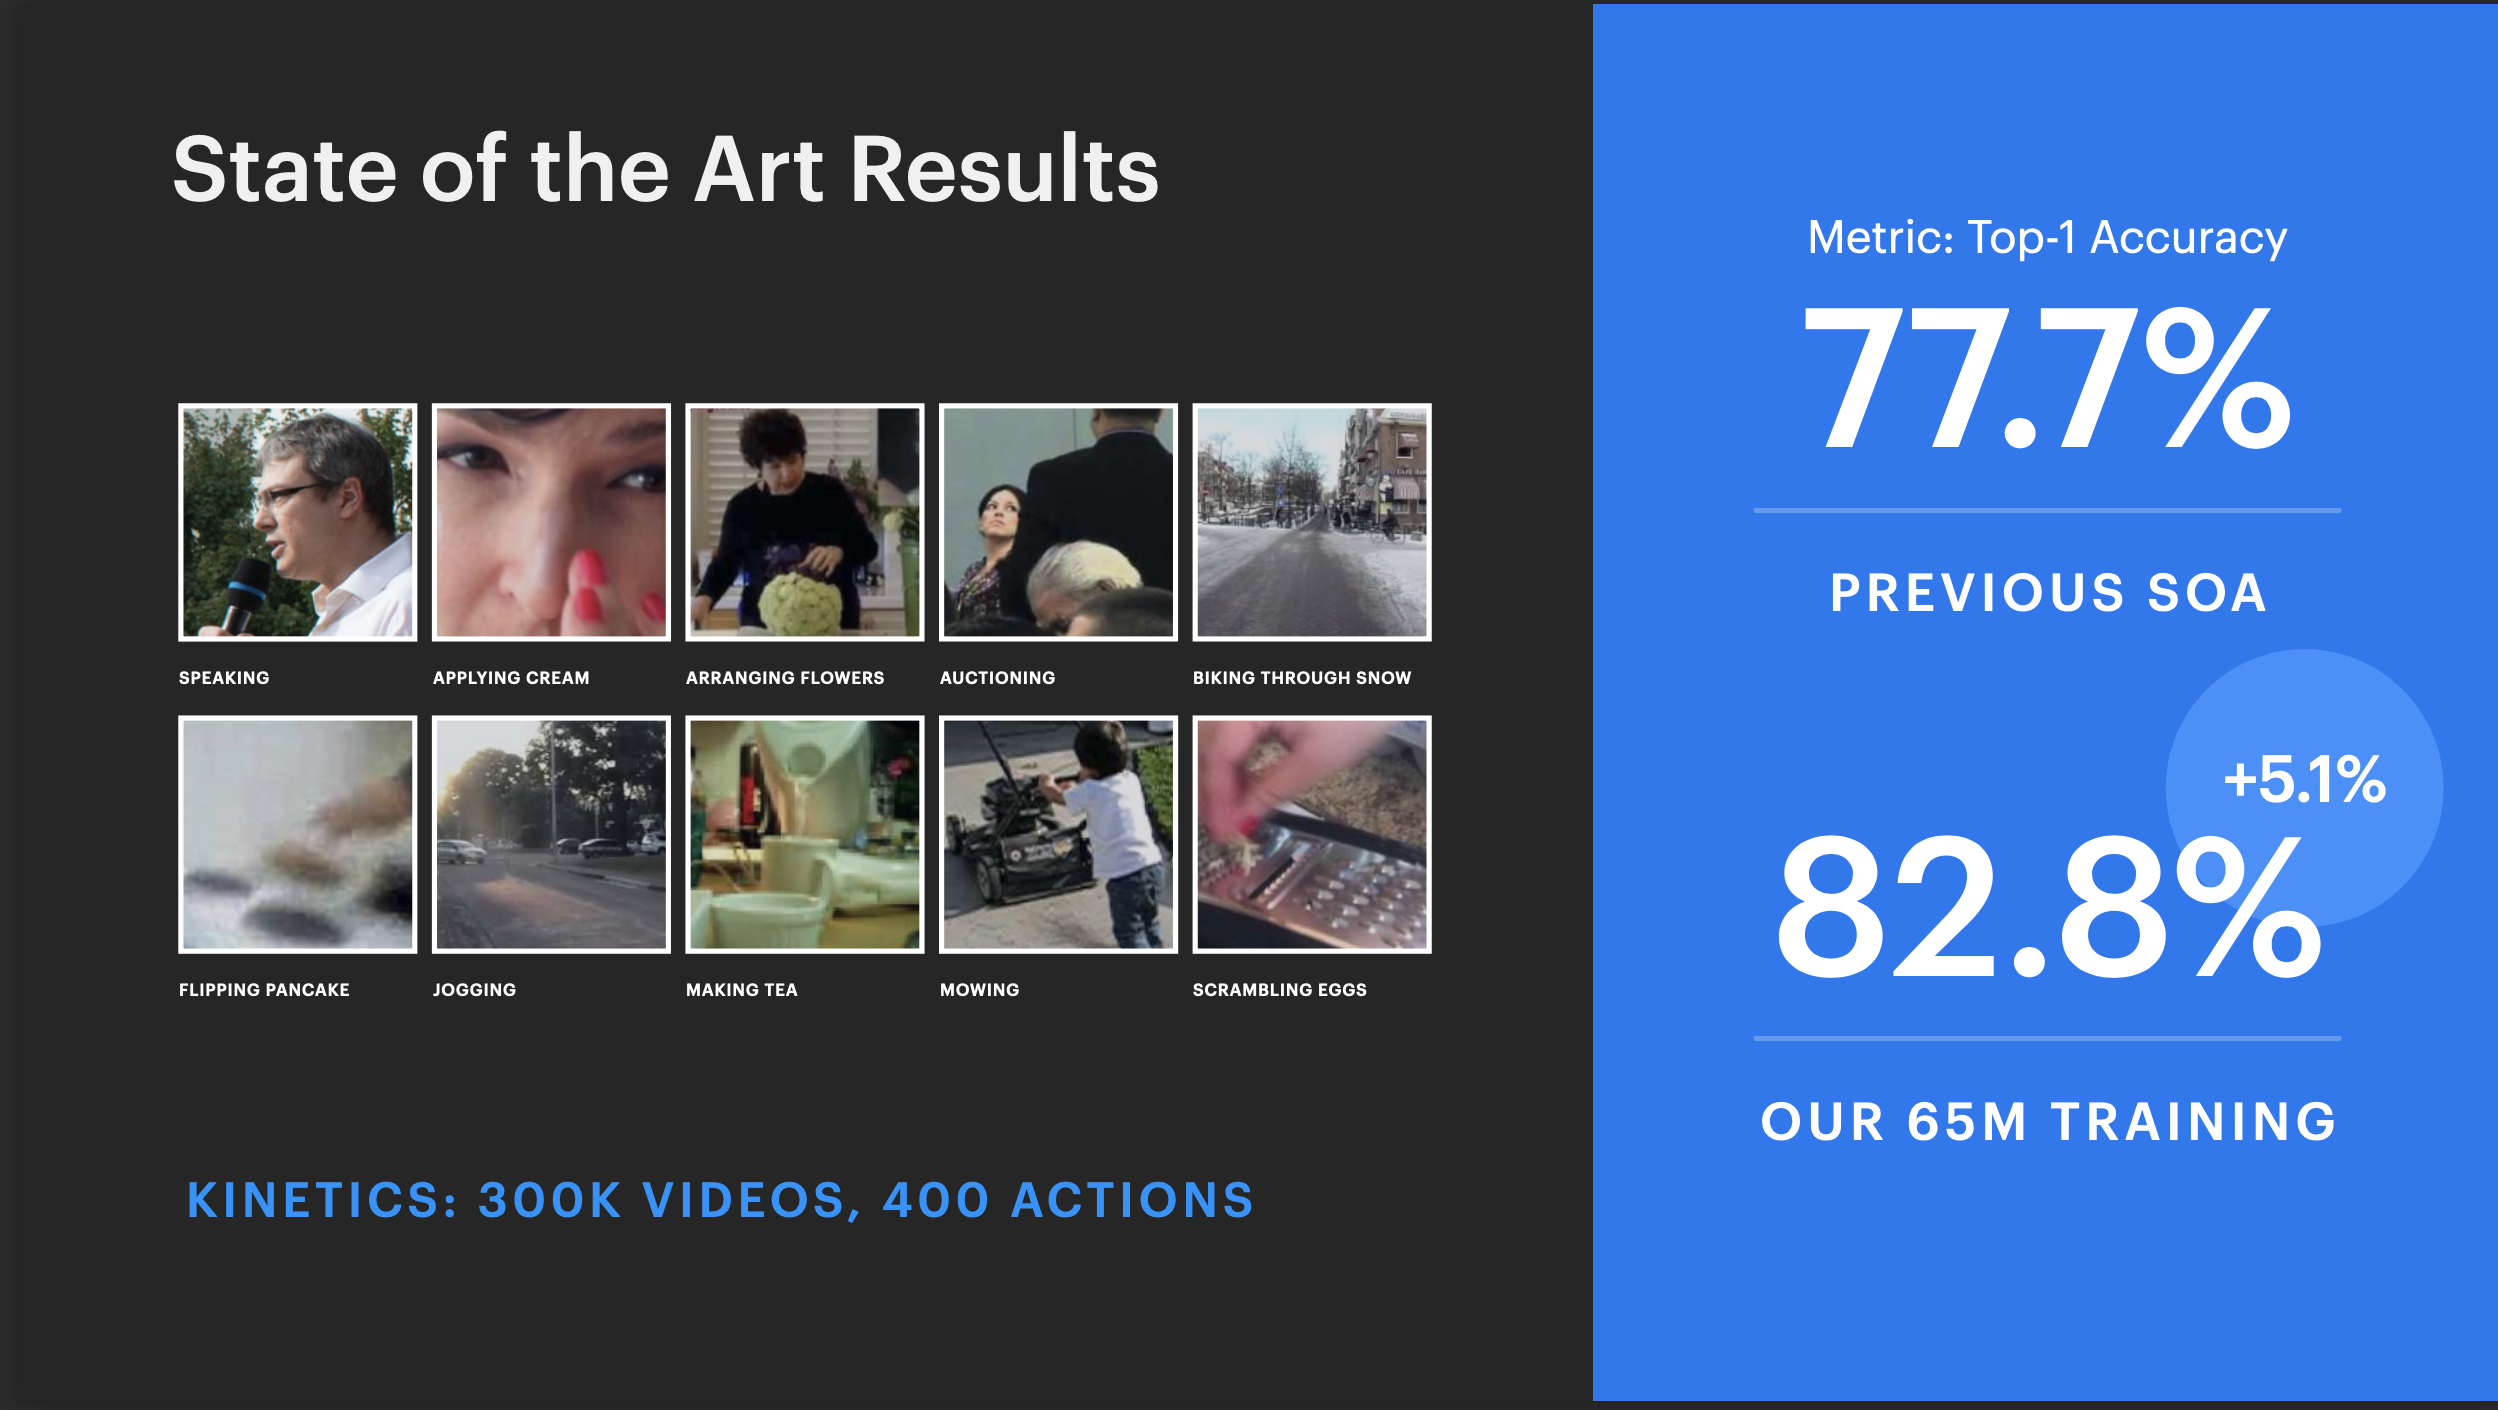 State of the Art Results
SPEAKING
APPLYING CREAM
ARRANGING FLOWERS
AUCTIONING
BIKING THROUGH SNOW
FLIPPING PANCAKE
JOGGING
MAKING TEA
MOWING
SCRAMBLING EGGS
KINETICS: 300K VIDEOS, 400 ACTIONS
Metric: Top-1 Accuracy
77.7%
PREVIOUS SOA
+5.1%
82.8%
OUR 65M TRAINING